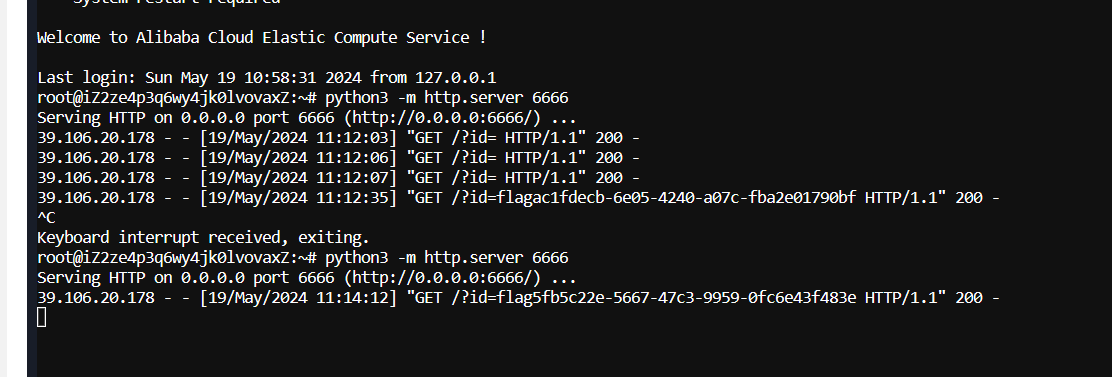 System restart required
Welcome to Alibaba Cloud Elastic Compute Service !
Last login: Sun May 19 10:58:31 2024 from 127.0.0.1
root@iZ2ze4p3q6wy4jk0lvovaxZ:~# python3 -m http.server 6666
Serving HTTP on 0.0.0.0 port 6666 (http://0.0.0.0:6666/) ...
39.106.20.178 - - [19/May/2024 11:12:03] "GET /?id= HTTP/1.1" 200 -
39.106.20.178 - - [19/May/2024 11:12:06] "GET /?id= HTTP/1.1" 200 -
39.106.20.178 - - [19/May/2024 11:12:07] "GET /?id= HTTP/1.1" 200 -
39.106.20.178 - - [19/May/2024 11:12:35] "GET /?id=flagac1fdecb-6e05-4240-a07c-fba2e01790bf HTTP/1.1" 200 -
^C
Keyboard interrupt received, exiting.
root@iZ2ze4p3q6wy4jk0lvovaxZ:~# python3 -m http.server 6666
Serving HTTP on 0.0.0.0 port 6666 (http://0.0.0.0:6666/) ...
39.106.20.178 - - [19/May/2024 11:14:12] "GET /?id=flag5fb5c22e-5667-47c3-9959-0fc6e43f483e HTTP/1.1" 200 -